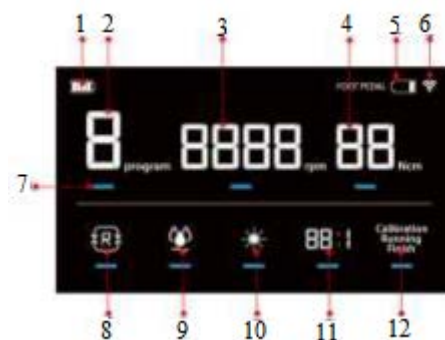 1 2 3 4 5 6
FOOT PEDAL
8 program 8888 rpm 88 Ncm
7
R 88:1 Calibration
Running
Finish
8 9 10 11 12